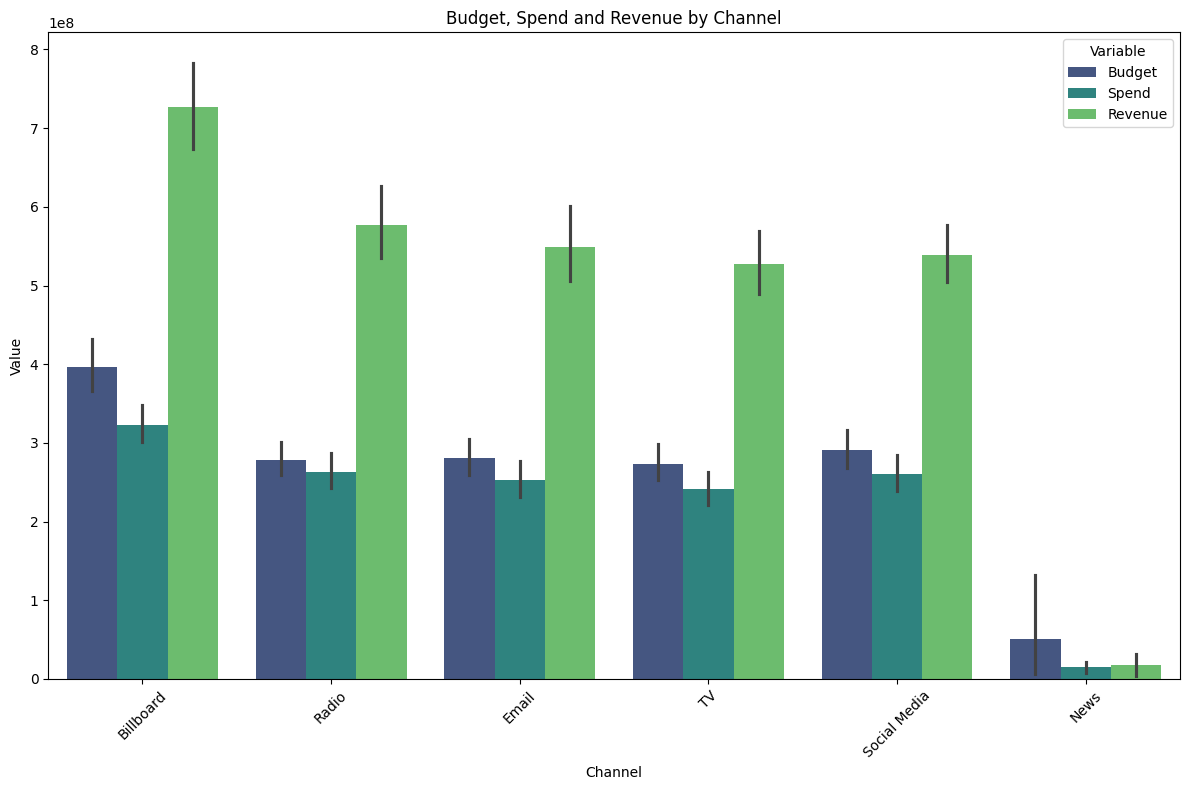 Budget, Spend and Revenue by Channel
1e8
Variable
Budget
Spend
Revenue
8
7
6
5
4
3
2
1
0
Value
Billboard
Radio
Email
TV
Social Media
News
Channel